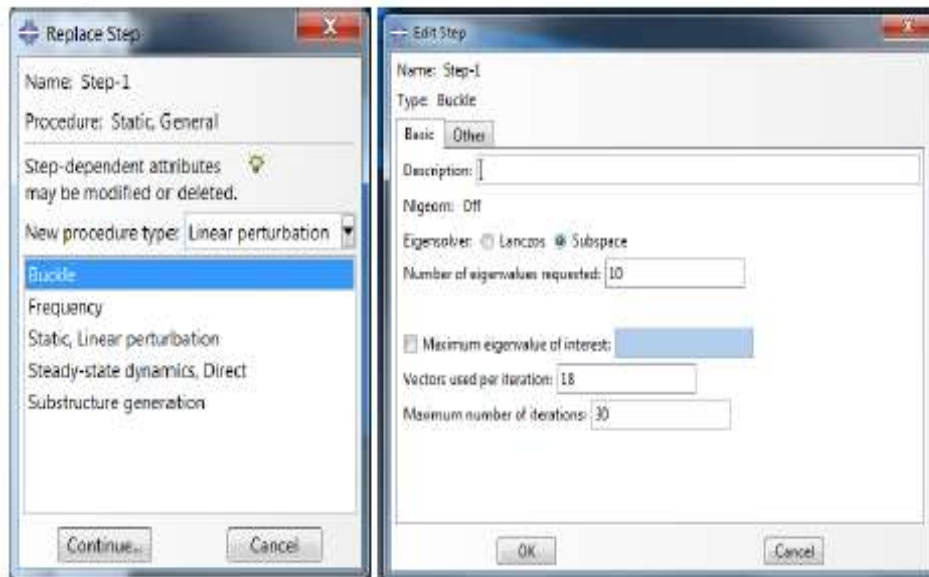 Replace Step
X
Name: Step-1
Procedure: Static, General
Step-dependent attributes
may be modified or deleted.
New procedure type: Linear perturbation
Buckle
Frequency
Static, Linear perturbation
Steady-state dynamics, Direct
Substructure generation
Continue...
Cancel
Edit Step
X
Name: Step-1
Type: Buckle
Basic Other
Description:
Nlgeom: Off
Eigensolver: Lanczos Subspace
Number of eigenvalues requested: 10
Maximum eigenvalue of interest:
Vectors used per iteration: 18
Maximum number of iterations: 30
OK
Cancel